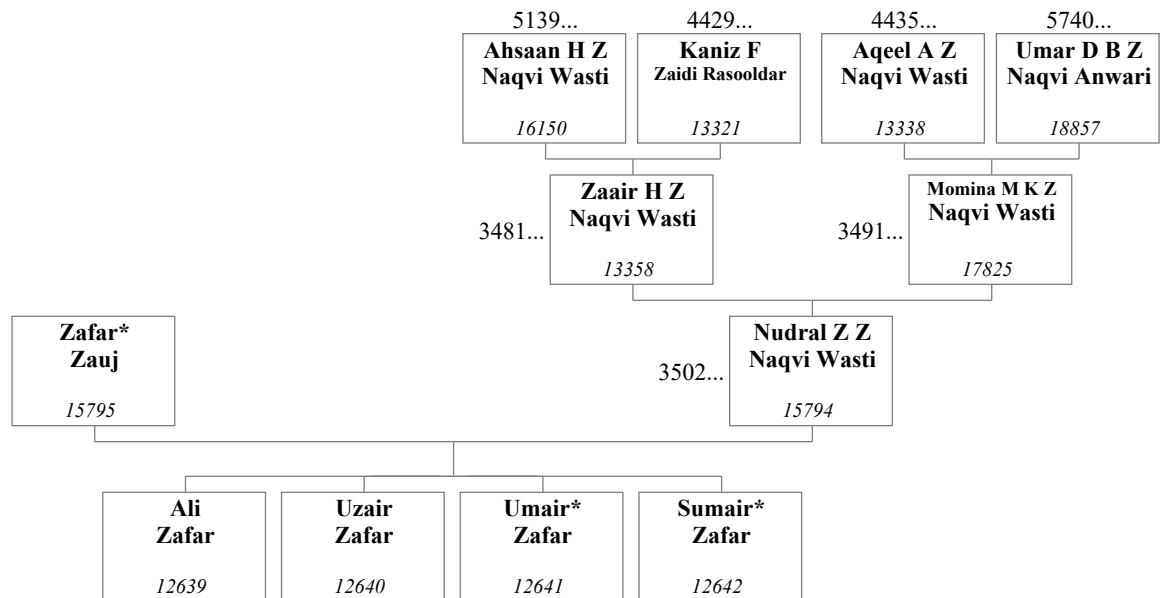 5139... 4429... 4435... 5740...
Ahsaan H Z
Naqvi Wasti
16150
Kaniz F
Zaidi Rasooldar
13321
Aqeel A Z
Naqvi Wasti
13338
Umar D B Z
Naqvi Anwari
18857
3481...
Zaair H Z
Naqvi Wasti
13358
3491...
Momina M K Z
Naqvi Wasti
17825
Zafar*
Zauj
15795
3502...
Nudral Z Z
Naqvi Wasti
15794
Ali
Zafar
12639
Uzair
Zafar
12640
Umair*
Zafar
12641
Sumair*
Zafar
12642